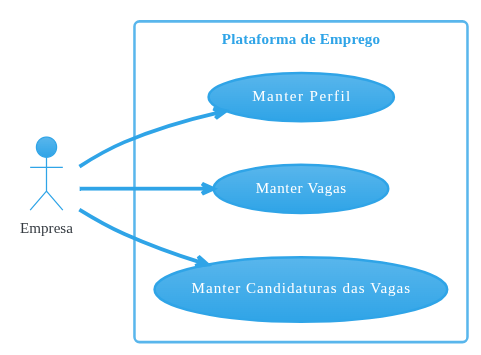 Plataforma de Emprego
Manter Perfil
Manter Vagas
Empresa
Manter Candidaturas das Vagas